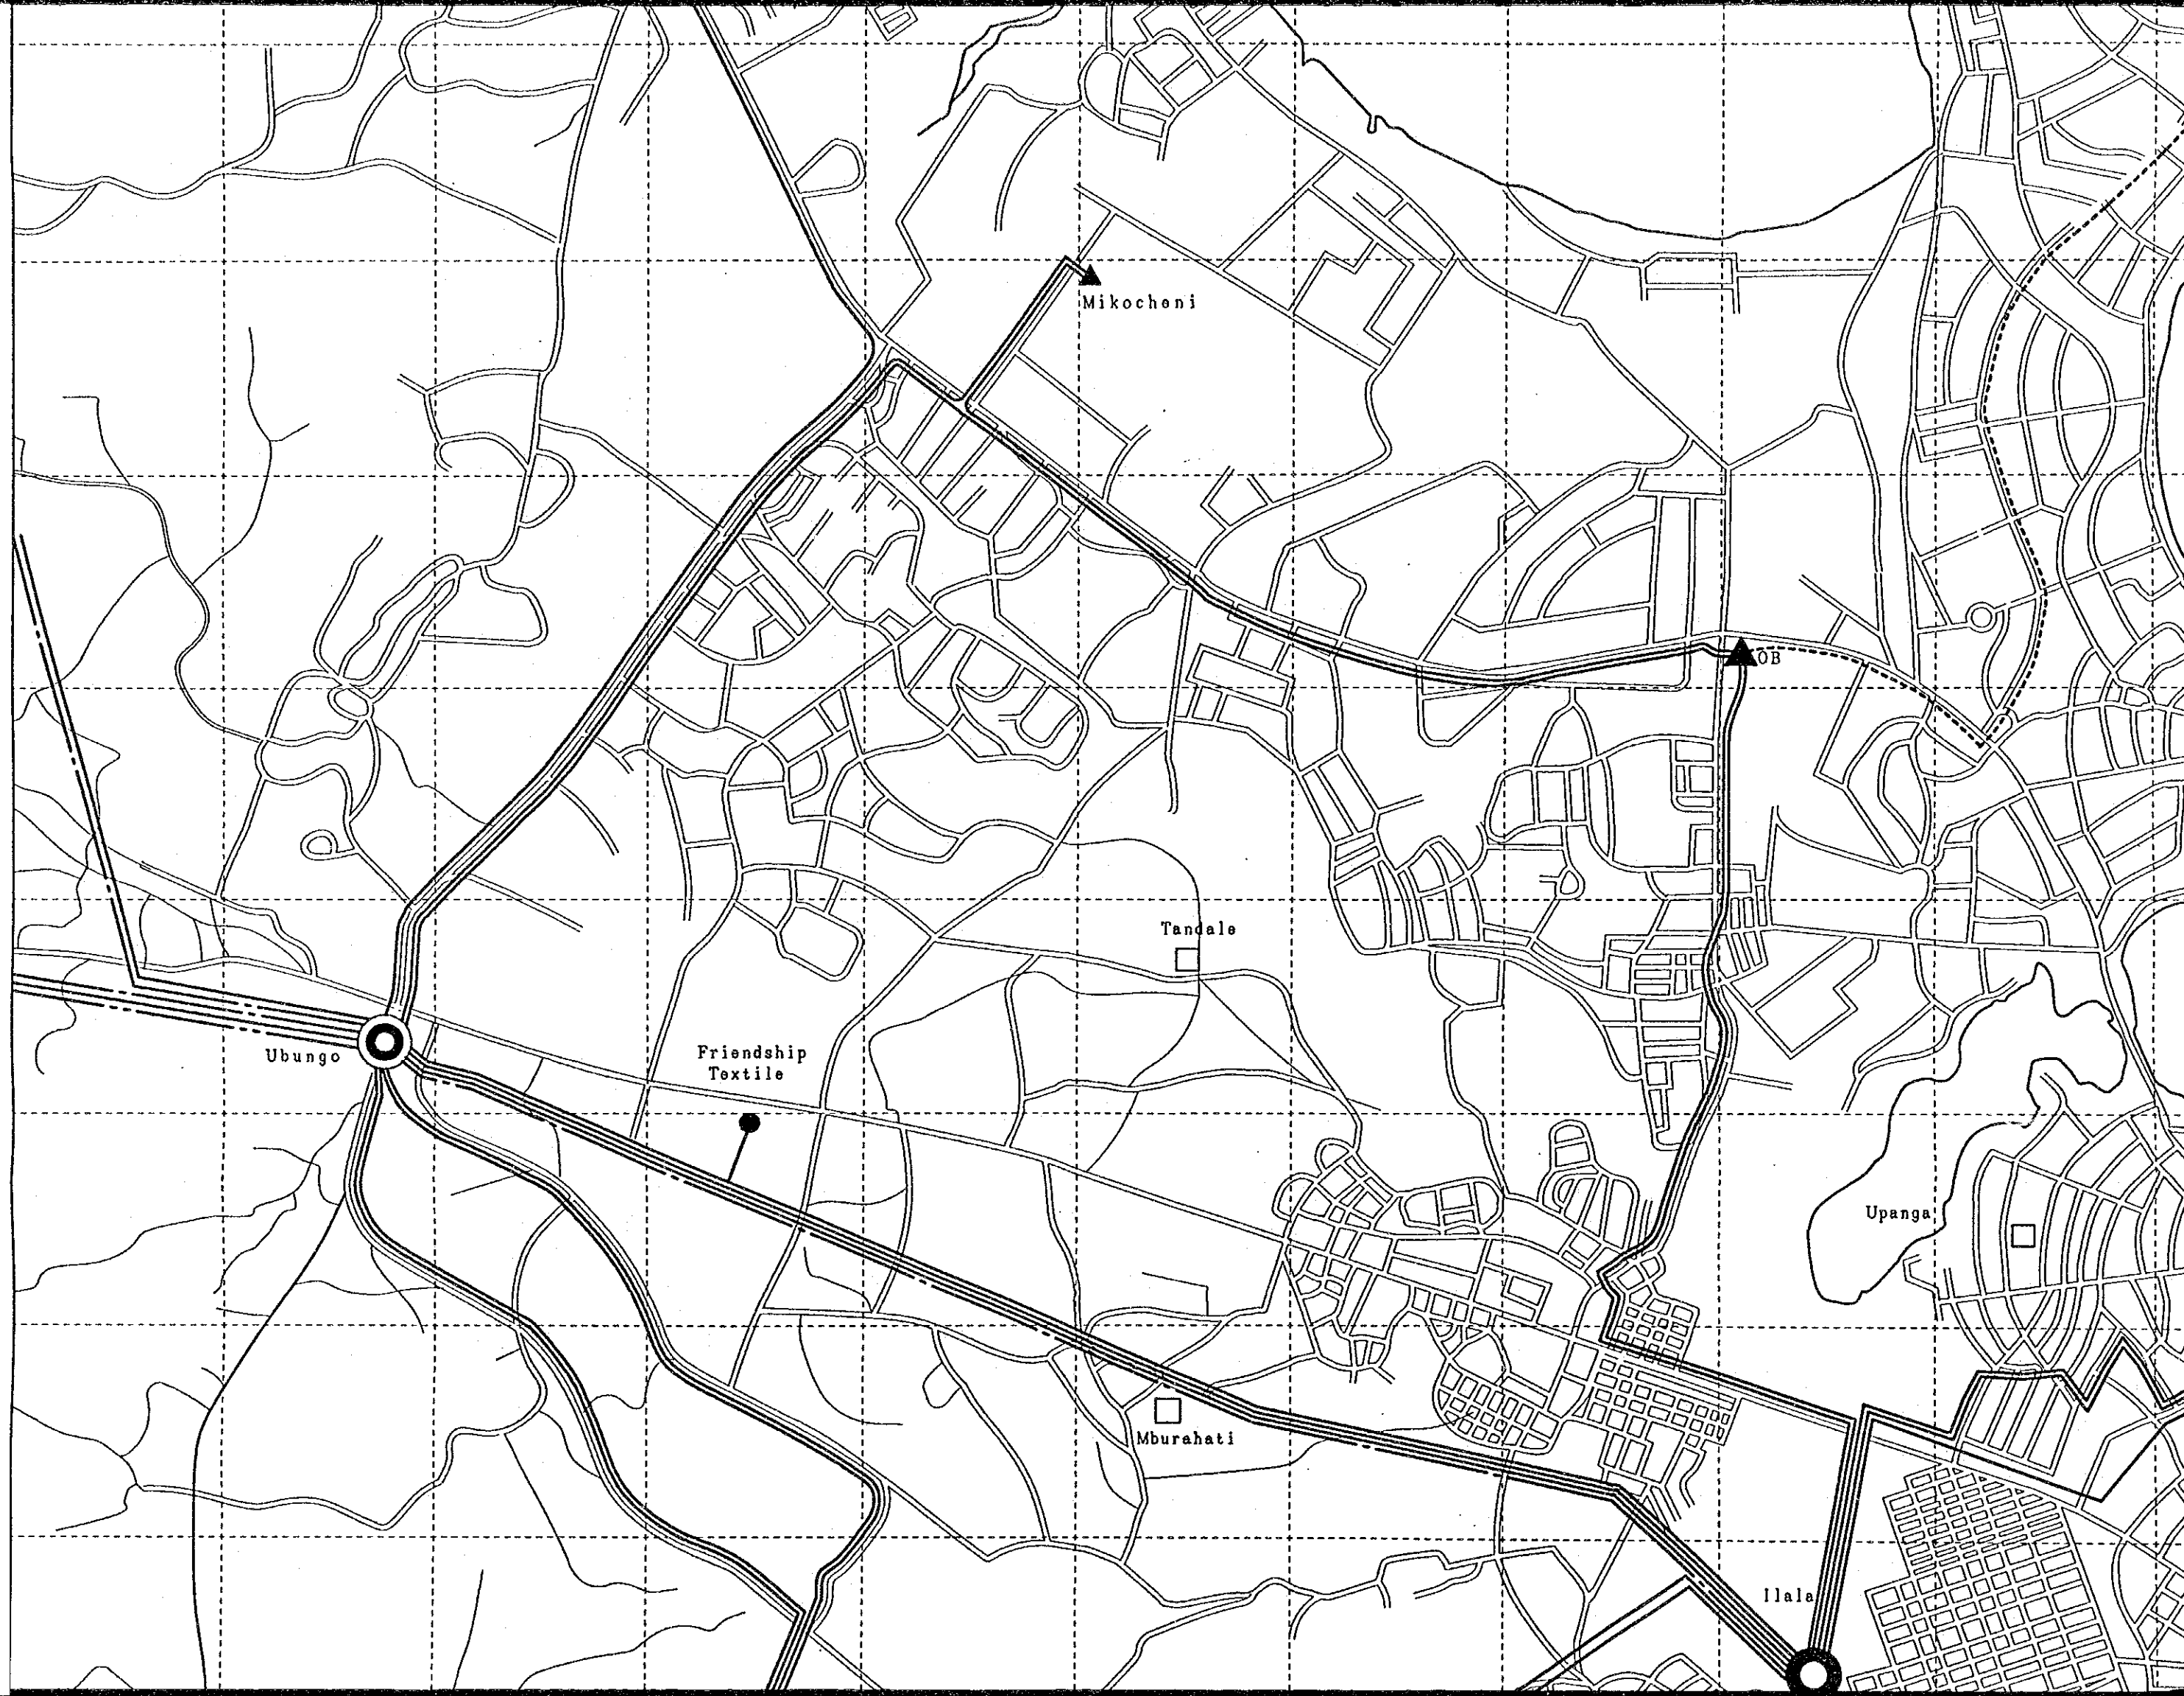 Mikocheni
OB
Tandale
Ubungo
Friendship
Textile
Upanga
Mburahati
Ilala